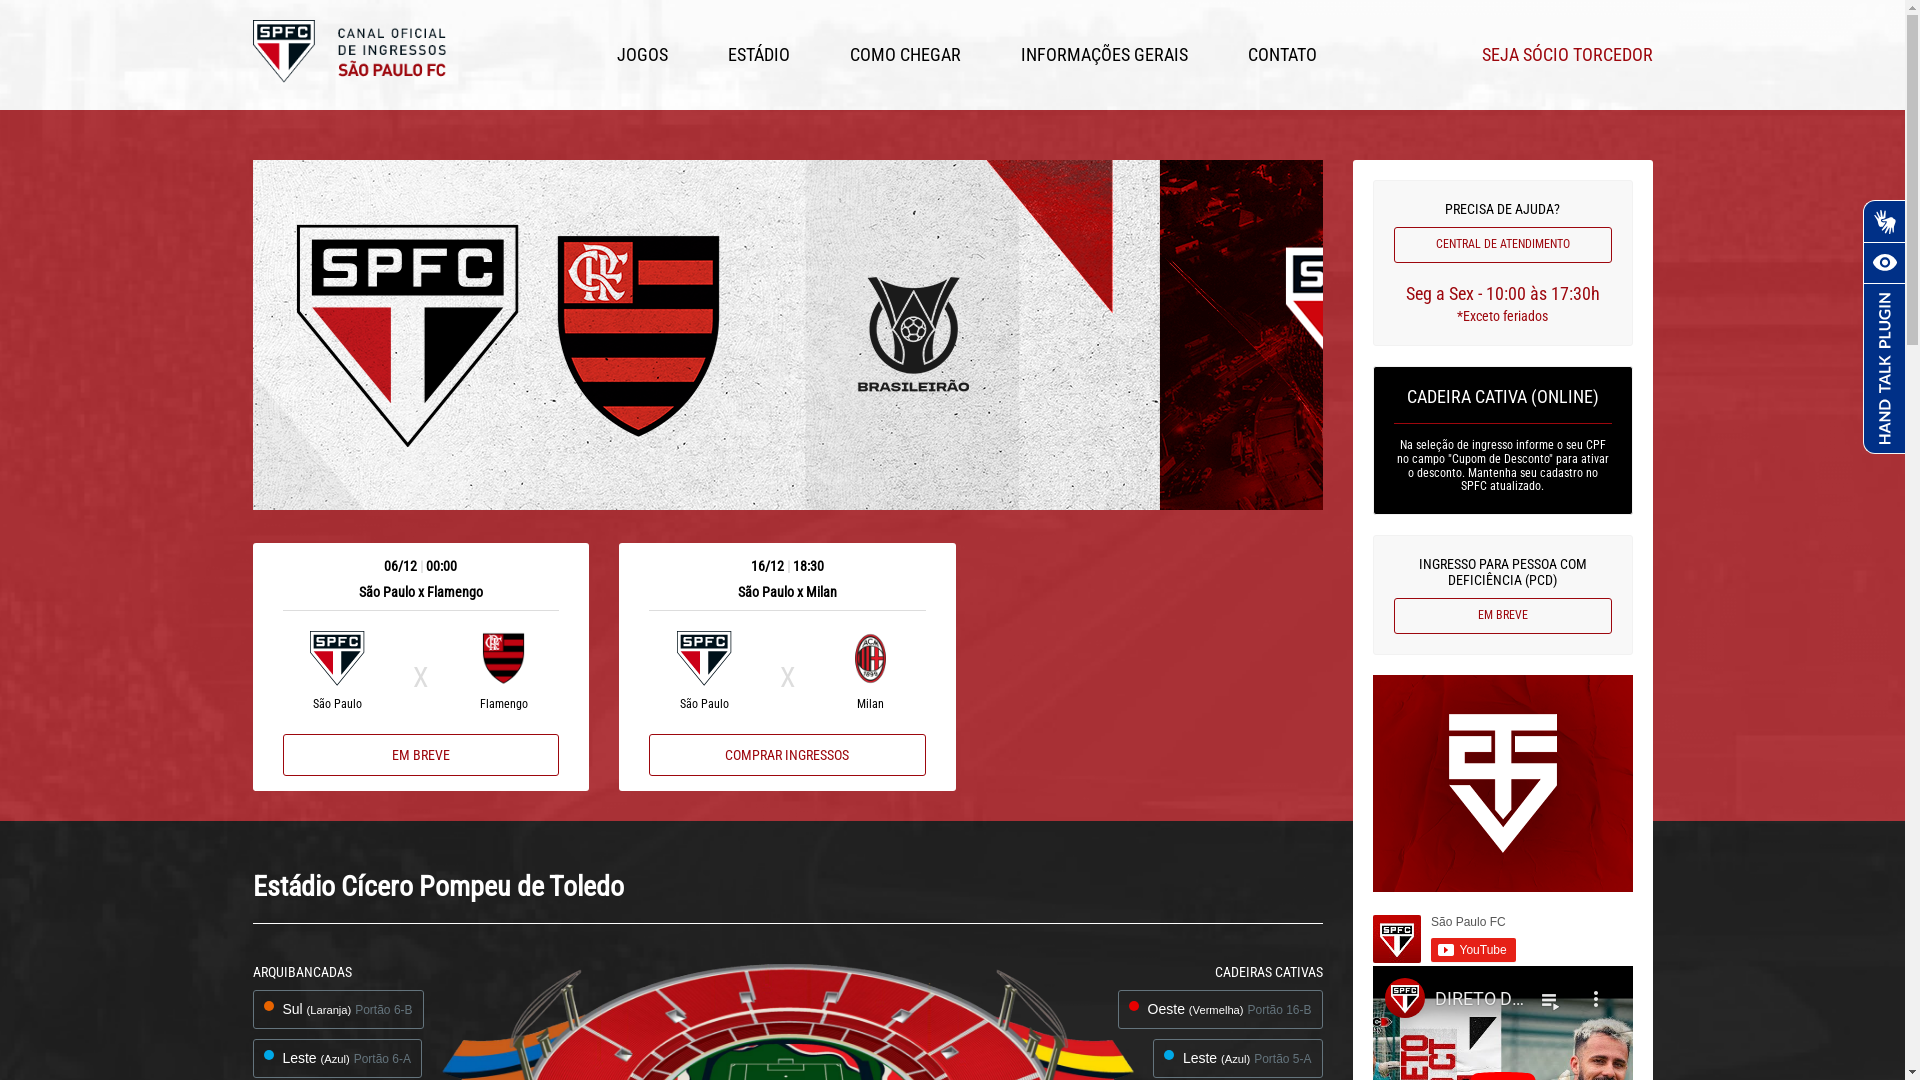 SPFC
CANAL OFICIAL
DE INGRESSOS
SÃO PAULO FC
JOGOS
ESTÁDIO
COMO CHEGAR
INFORMAÇÕES GERAIS
CONTATO
SEJA SÓCIO TORCEDOR
SPFC
CRF
BRASILEIRÃO
PRECISA DE AJUDA?
CENTRAL DE ATENDIMENTO
Seg a Sex - 10:00 às 17:30h
*Exceto feriados
HAND TALK PLUGIN
CADEIRA CATIVA (ONLINE)
Na seleção de ingresso informe o seu CPF
no campo "Cupom de Desconto" para ativar
o desconto. Mantenha seu cadastro no
SPFC atualizado.
INGRESSO PARA PESSOA COM
DEFICIÊNCIA (PCD)
EM BREVE
06/12 | 00:00
São Paulo x Flamengo
SPFC
X
São Paulo
Flamengo
EM BREVE
16/12 | 18:30
São Paulo x Milan
SPFC
X
São Paulo
Milan
COMPRAR INGRESSOS
Estádio Cícero Pompeu de Toledo
ARQUIBANCADAS
Sul (Laranja) Portão 6-B
Leste (Azul) Portão 6-A
CADEIRAS CATIVAS
Oeste (Vermelha) Portão 16-B
Leste (Azul) Portão 5-A
SPFC
São Paulo FC
YouTube
SPFC
DIRETO D...